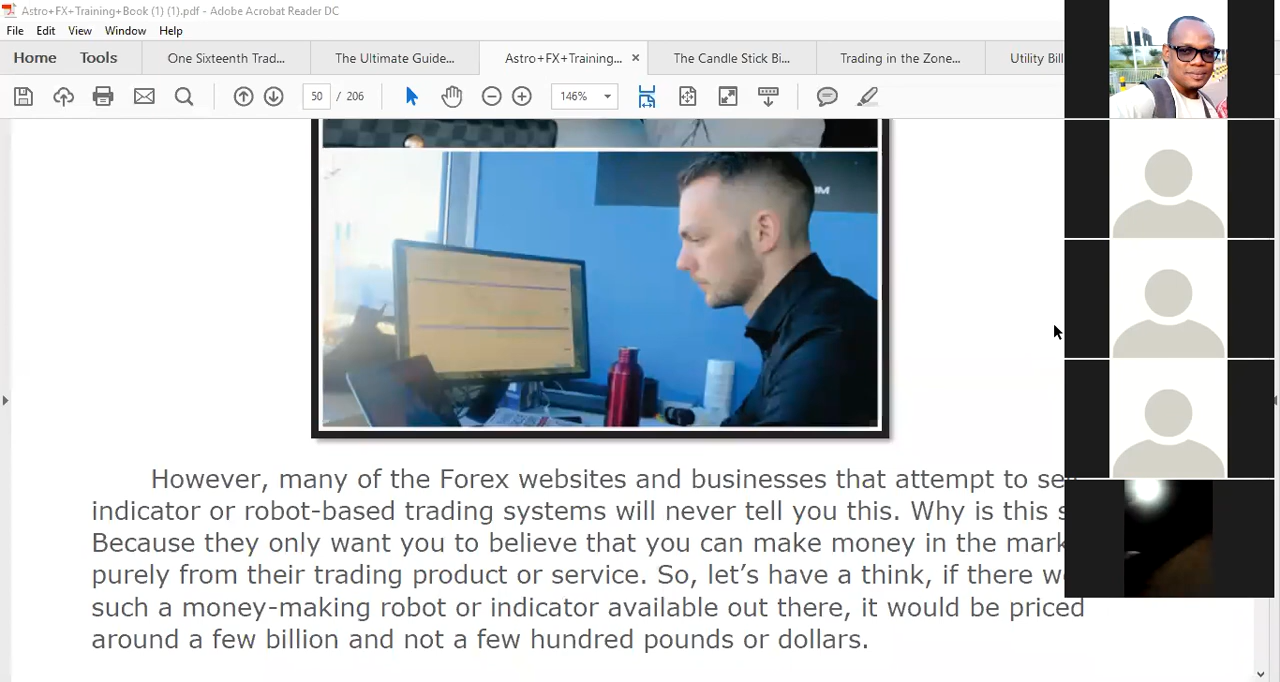 Astro+FX+Training+Book (1) (1).pdf - Adobe Acrobat Reader DC
File Edit View Window Help
Home Tools One Sixteenth Trad... The Ultimate Guide... Astro+FX+Training... × The Candle Stick Bi... Trading in the Zone... Utility Bill
50 / 206 146%
However, many of the Forex websites and businesses that attempt to
indicator or robot-based trading systems will never tell you this. Why is this
Because they only want you to believe that you can make money in the
purely from their trading product or service. So, let’s have a think, if there
such a money-making robot or indicator available out there, it would be priced
around a few billion and not a few hundred pounds or dollars.